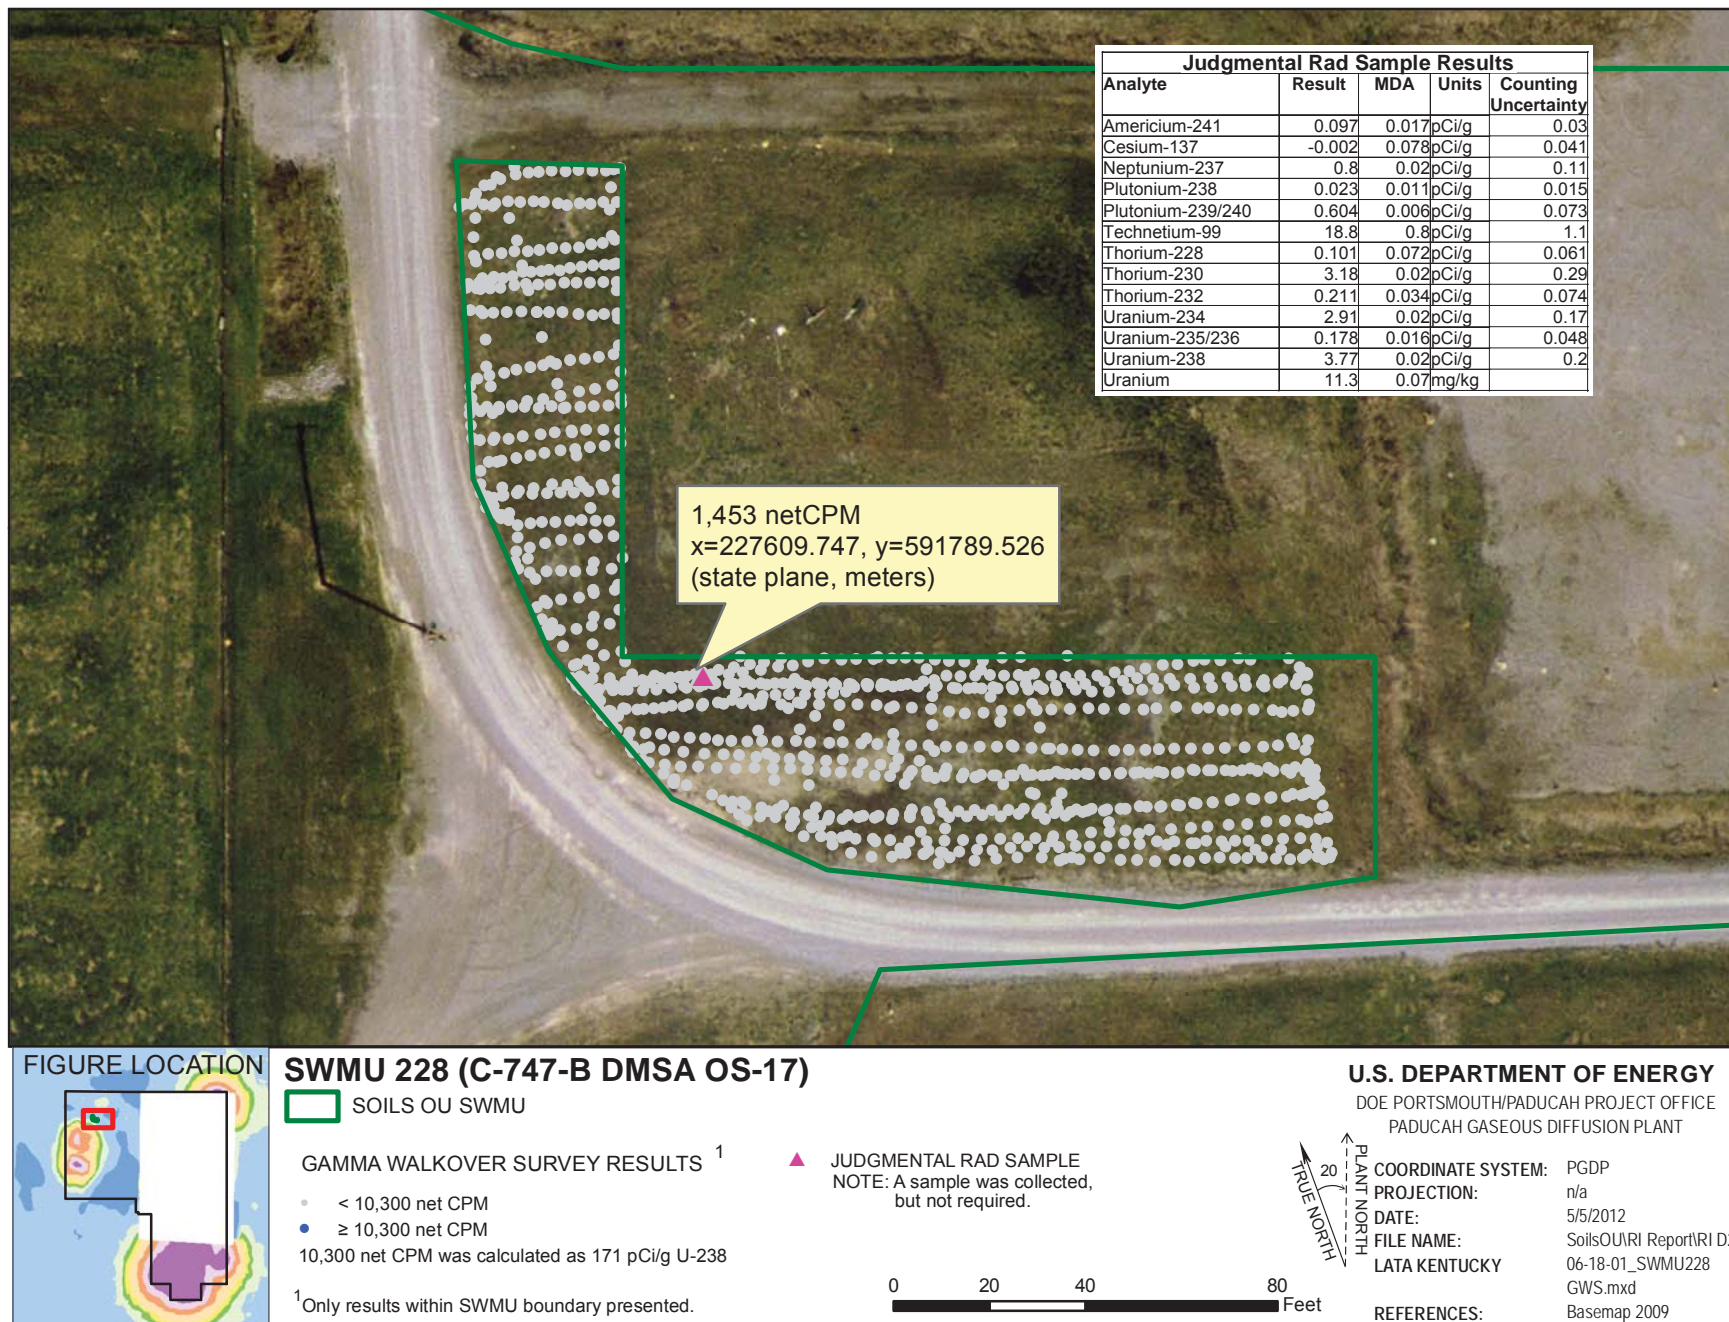 Judgmental Rad Sample Results
Analyte Result MDA Units Counting Uncertainty
Americium-241 0.097 0.017 pCi/g 0.03
Cesium-137 -0.002 0.078 pCi/g 0.041
Neptunium-237 0.8 0.02 pCi/g 0.11
Plutonium-238 0.023 0.011 pCi/g 0.015
Plutonium-239/240 0.604 0.006 pCi/g 0.073
Technetium-99 18.8 0.8 pCi/g 1.1
Thorium-228 0.101 0.072 pCi/g 0.061
Thorium-230 3.18 0.02 pCi/g 0.29
Thorium-232 0.211 0.034 pCi/g 0.074
Uranium-234 2.91 0.02 pCi/g 0.17
Uranium-235/236 0.178 0.016 pCi/g 0.048
Uranium-238 3.77 0.02 pCi/g 0.2
Uranium 11.3 0.07 mg/kg
1,453 netCPM
x=227609.747, y=591789.526
(state plane, meters)
FIGURE LOCATION
SWMU 228 (C-747-B DMSA OS-17)
SOILS OU SWMU
GAMMA WALKOVER SURVEY RESULTS 1
< 10,300 net CPM
≥ 10,300 net CPM
10,300 net CPM was calculated as 171 pCi/g U-238
1Only results within SWMU boundary presented.
JUDGMENTAL RAD SAMPLE
NOTE: A sample was collected,
but not required.
0 20 40 80
Feet
TRUE NORTH
20
PLANT NORTH
U.S. DEPARTMENT OF ENERGY
DOE PORTSMOUTH/PADUCAH PROJECT OFFICE
PADUCAH GASEOUS DIFFUSION PLANT
COORDINATE SYSTEM: PGDP
PROJECTION: n/a
DATE: 5/5/2012
FILE NAME: SoilsOU\RI Report\RI
LATA KENTUCKY 06-18-01_SWMU228
GWS.mxd
REFERENCES: Basemap 2009